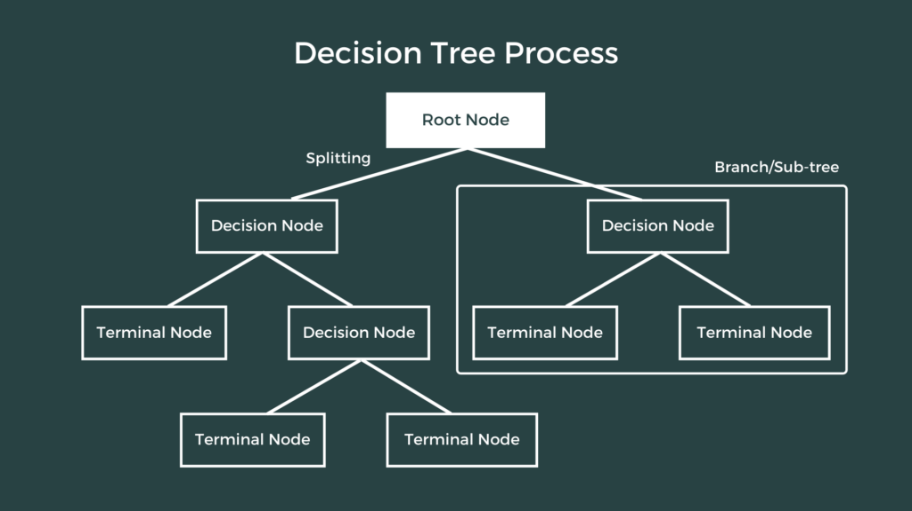 Decision Tree Process
Root Node
Splitting
Branch/Sub-tree
Decision Node
Decision Node
Terminal Node
Decision Node
Terminal Node
Terminal Node
Terminal Node
Terminal Node